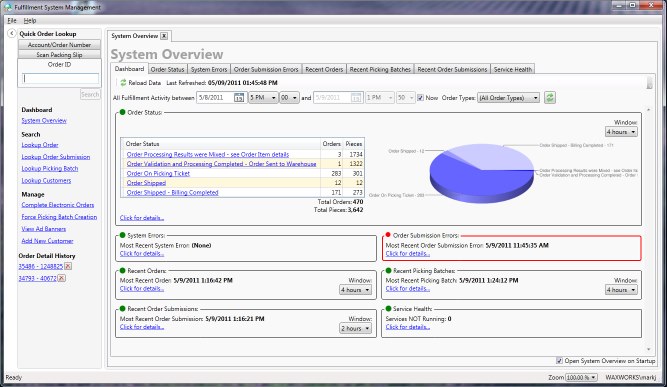 Fulfillment System Management
File Help
Quick Order Lookup
Account/Order Number
Scan Packing Slip
Order ID
Search
Dashboard
System Overview
Search
Lookup Order
Lookup Order Submission
Lookup Picking Batch
Lookup Customers
Manage
Complete Electronic Orders
Force Picking Batch Creation
View Ad Banners
Add New Customer
Order Detail History
35486 - 1248825
34793 - 40672
System Overview
System Overview
Dashboard Order Status System Errors Order Submission Errors Recent Orders Recent Picking Batches Recent Order Submissions Service Health
Reload Data Last Refreshed: 05/09/2011 01:45:48 PM
All Fulfillment Activity between 5/8/2011 5 PM 00 and 5/9/2011 1 PM 50 Now Order Types: (All Order Types)
Order Status:
Window:
4 hours
Order Status Orders Pieces
Order Processing Results were Mixed - see Order Item details 3 1734
Order Validation and Processing Completed - Order Sent to Warehouse 1 1322
Order On Picking Ticket 283 301
Order Shipped 12 12
Order Shipped - Billing Completed 171 273
Total Orders: 470
Total Pieces: 3,642
Click for details...
Order Shipped - 12
Order Shipped - Billing Completed - 171
Order Processing Results were Mixed - see Order It
Order Validation and Processing Completed - Order
Order On Picking Ticket - 283
System Errors:
Most Recent System Error: (None)
Click for details...
Order Submission Errors:
Most Recent Order Submission Error: 5/9/2011 11:45:35 AM
Click for details...
Recent Orders:
Most Recent Order: 5/9/2011 1:16:42 PM
Click for details...
Window:
4 hours
Recent Picking Batches:
Most Recent Picking Batch: 5/9/2011 1:24:12 PM
Click for details...
Window:
4 hours
Recent Order Submissions:
Most Recent Order Submission: 5/9/2011 1:16:21 PM
Click for details...
Window:
2 hours
Service Health:
Services NOT Running: 0
Click for details...
Open System Overview on Startup
Ready
Zoom 100.00 %
WAXWORKS\markj